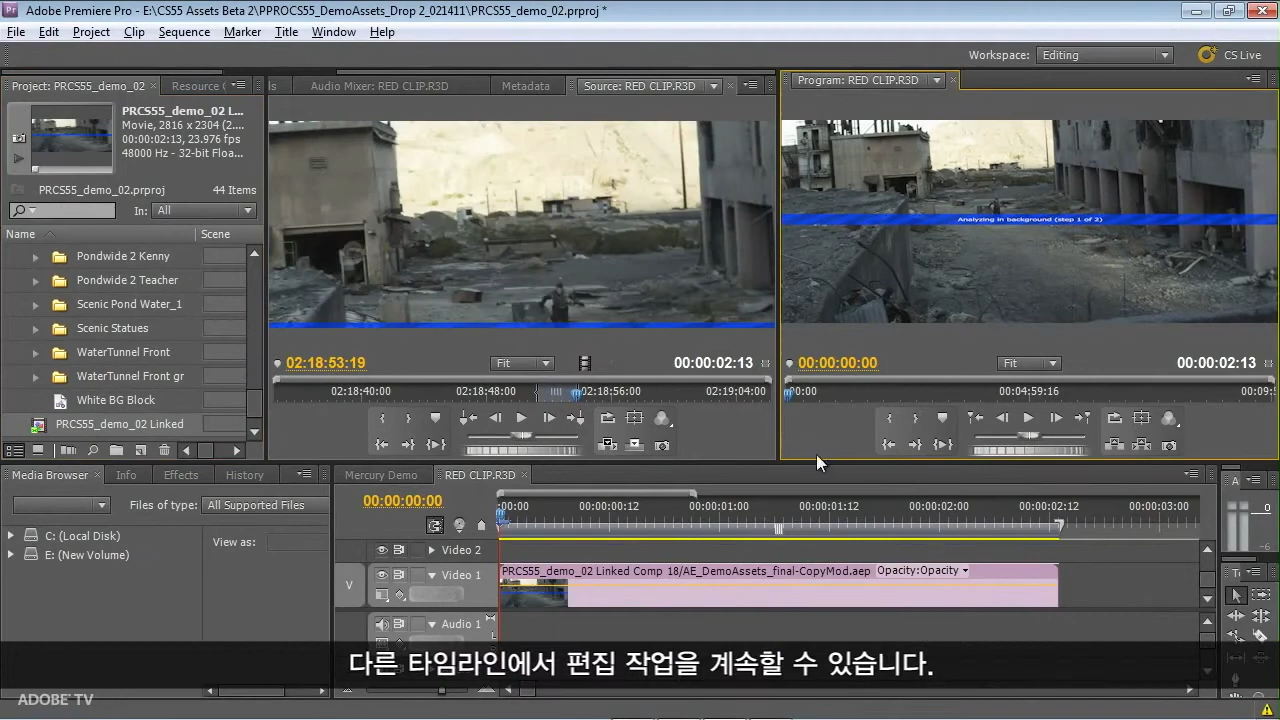 Adobe Premiere Pro - E:\CS55 Assets Beta 2\PPROCS55_DemoAssets_Drop 2_021411\PRCS55_demo_02.prproj *
File Edit Project Clip Sequence Marker Title Window Help
Workspace: Editing CS Live
Project: PRCS55_demo_02 Resource
Audio Mixer: RED CLIP.R3D Metadata Source: RED CLIP.R3D
Program: RED CLIP.R3D
PRCS55_demo_02 L...
Movie, 2816 x 2304 (2....
00:00:02:13, 23.976 fps
48000 Hz - 32-bit Floa...
PRCS55_demo_02.prproj 44 Items
In: All
Name Scene
Pondwide 2 Kenny
Pondwide 2 Teacher
Scenic Pond Water_1
Scenic Statues
WaterTunnel Front
WaterTunnel Front gr
White BG Block
PRCS55_demo_02 Linked
Analyzing in background (step 1 of 2)
02:18:53:19 Fit 00:00:02:13
02:18:40:00 02:18:48:00 02:18:56:00 02:19:04:00
00:00:00:00 Fit 00:00:02:13
00:00 00:04:59:16 00:09:
Media Browser Info Effects History
Files of type: All Supported Files
View as:
C: (Local Disk)
E: (New Volume)
Mercury Demo RED CLIP.R3D
00:00:00:00
:00:00 00:00:00:12 00:00:01:00 00:00:01:12 00:00:02:00 00:00:02:12 00:00:03:00
Video 2
V Video 1
PRCS55_demo_02 Linked Comp 18/AE_DemoAssets_final-CopyMod.aep Opacity:Opacity
Audio 1
A
0
-6
To
다른 타임라인에서 편집 작업을 계속할 수 있습니다.
ADOBE TV